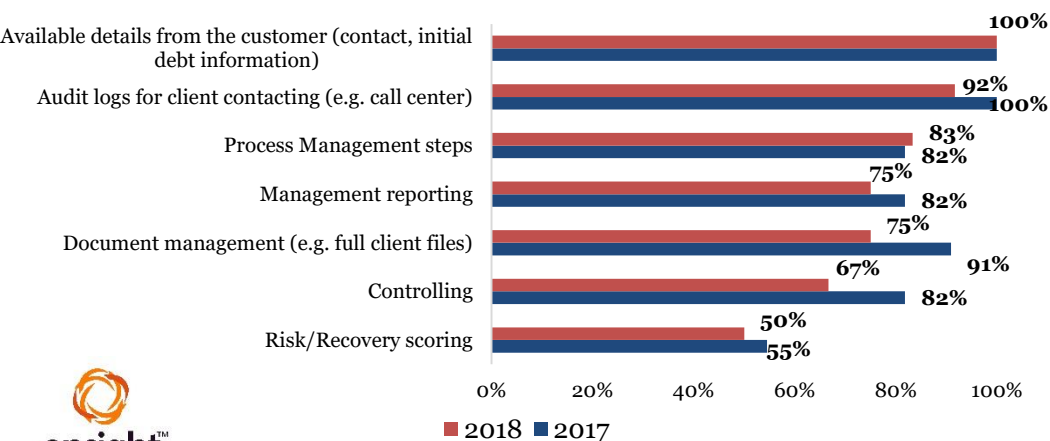 100%
Available details from the customer (contact, initial
debt information)
Audit logs for client contacting (e.g. call center)
92%
100%
Process Management steps
83%
82%
Management reporting
75%
82%
Document management (e.g. full client files)
75%
91%
Controlling
67%
82%
Risk/Recovery scoring
50%
55%
0% 20% 40% 60% 80% 100%
2018 2017